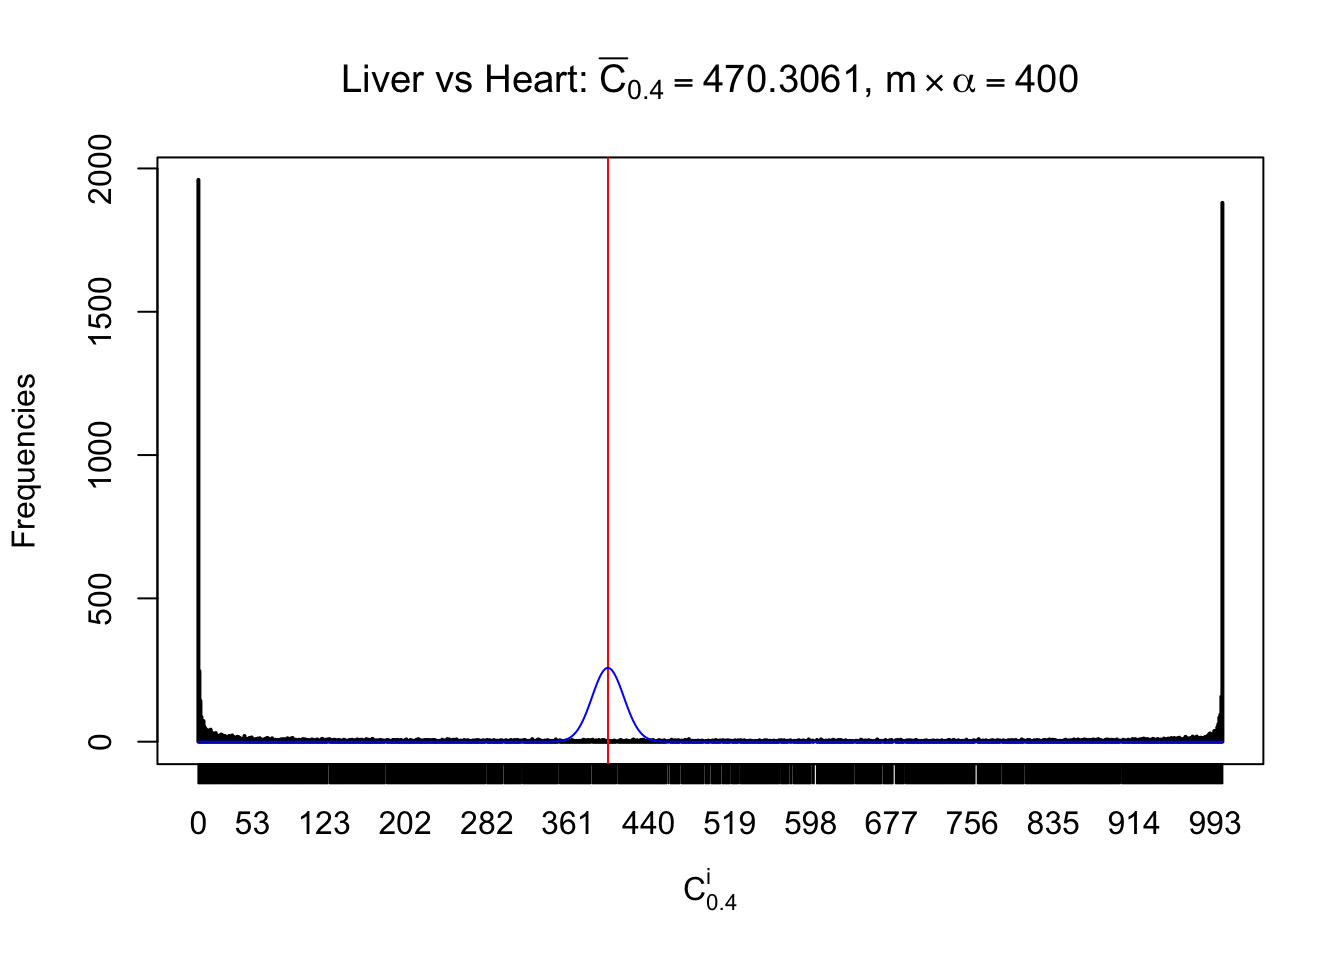 Liver vs Heart: C̅0.4 = 470.3061, m × α = 400
2000
1500
1000
500
0
Frequencies
0 53 123 202 282 361 440 519 598 677 756 835 914 993
C^i_0.4